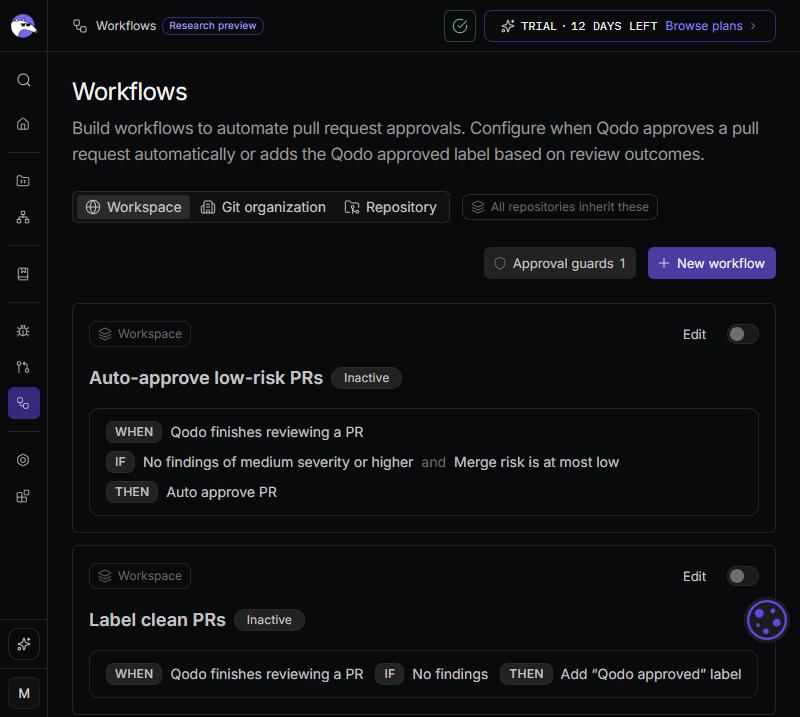 Workflows Research preview
TRIAL · 12 DAYS LEFT Browse plans
Workflows
Build workflows to automate pull request approvals. Configure when Qodo approves a pull
request automatically or adds the Qodo approved label based on review outcomes.
Workspace Git organization Repository All repositories inherit these
Approval guards 1 New workflow
Workspace Edit
Auto-approve low-risk PRs Inactive
WHEN Qodo finishes reviewing a PR
IF No findings of medium severity or higher and Merge risk is at most low
THEN Auto approve PR
Workspace Edit
Label clean PRs Inactive
WHEN Qodo finishes reviewing a PR IF No findings THEN Add “Qodo approved” label
M